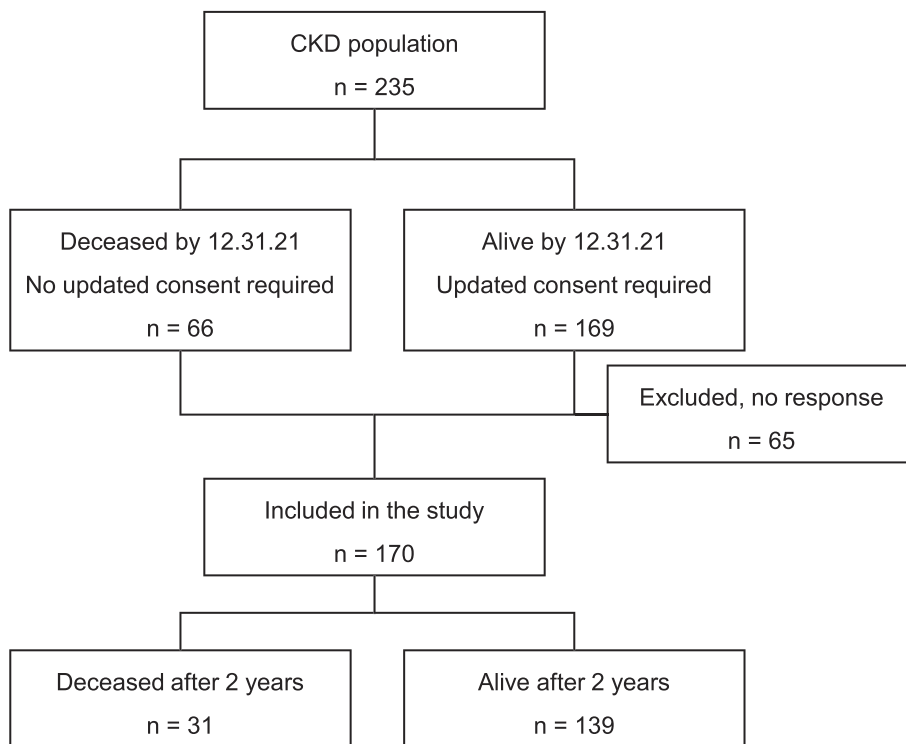 CKD population
n = 235
Deceased by 12.31.21
No updated consent required
n = 66
Alive by 12.31.21
Updated consent required
n = 169
Excluded, no response
n = 65
Included in the study
n = 170
Deceased after 2 years
n = 31
Alive after 2 years
n = 139